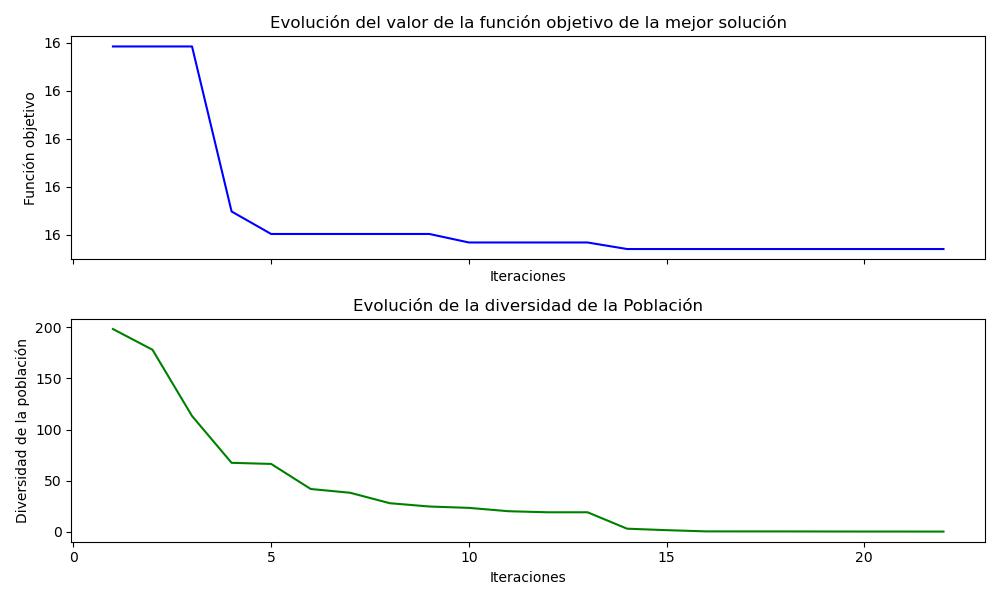 Evolución del valor de la función objetivo de la mejor solución
16
16
16
16
16
Función objetivo
Iteraciones
Evolución de la diversidad de la Población
200
150
100
50
0
Diversidad de la población
0 5 10 15 20
Iteraciones